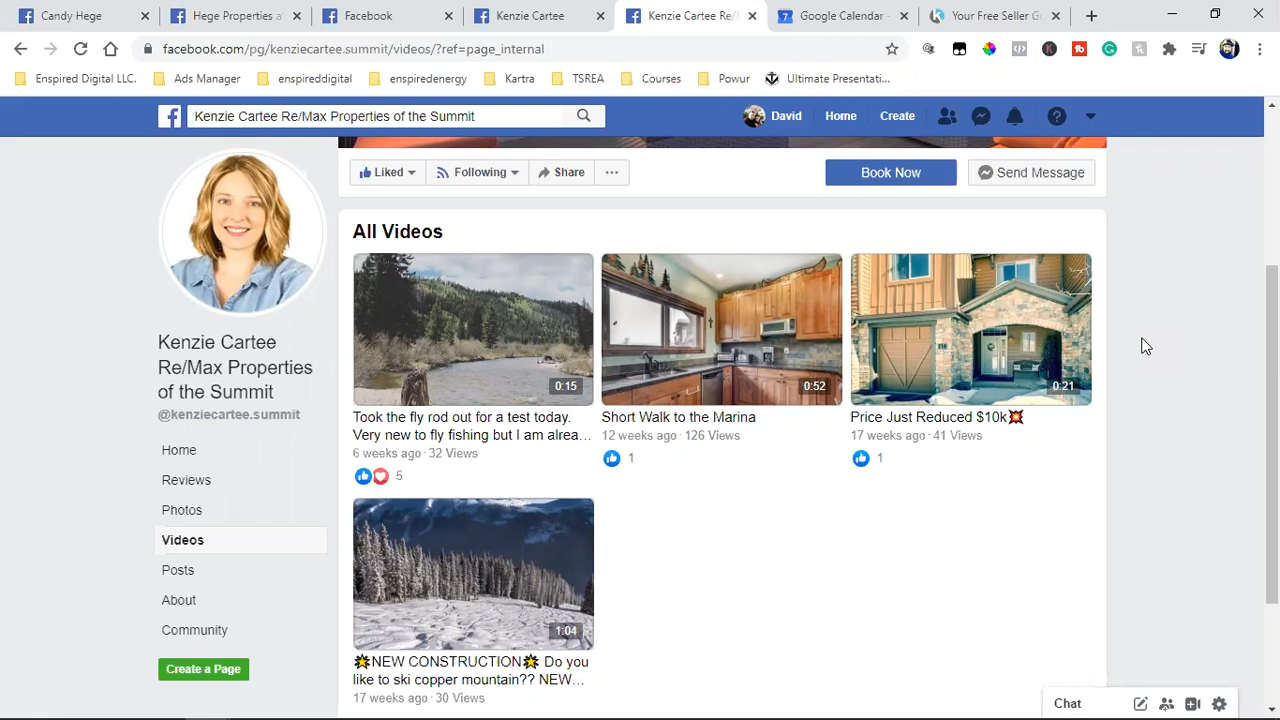 Candy Hege
Hege Properties a
Facebook
Kenzie Cartee
Kenzie Cartee Re/
Google Calendar -
Your Free Seller G
facebook.com/pg/kenziecartee.summit/videos/?ref=page_internal
Enspired Digital LLC.
Ads Manager
enspireddigital
enspiredenergy
Kartra
TSREA
Courses
Powur
Ultimate Presentati...
Kenzie Cartee Re/Max Properties of the Summit
David
Home
Create
Liked
Following
Share
Book Now
Send Message
Kenzie Cartee
Re/Max Properties
of the Summit
@kenziecartee.summit
Home
Reviews
Photos
Videos
Posts
About
Community
Create a Page
All Videos
0:15
Took the fly rod out for a test today.
Very new to fly fishing but I am alrea...
6 weeks ago · 32 Views
5
0:52
Short Walk to the Marina
12 weeks ago · 126 Views
1
0:21
Price Just Reduced $10k💥
17 weeks ago · 41 Views
1
1:04
💥NEW CONSTRUCTION💥 Do you
like to ski copper mountain?? NEW...
17 weeks ago · 30 Views
Chat